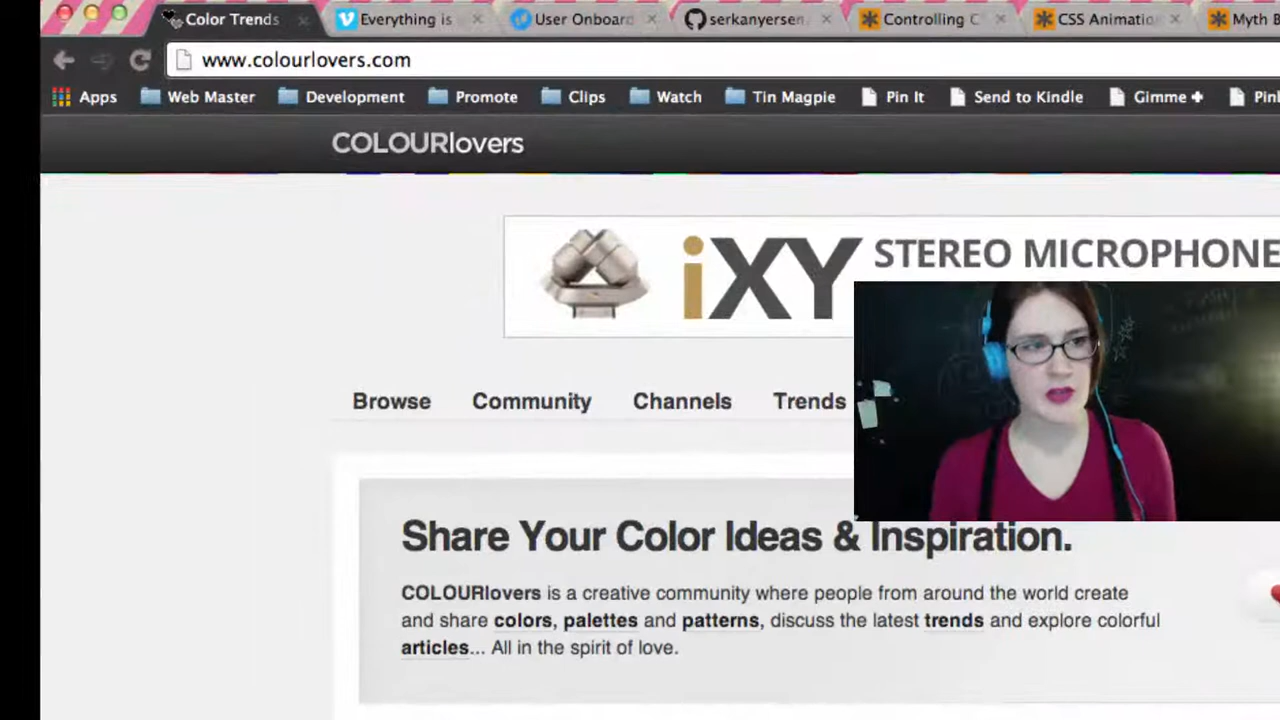 Color Trends
Everything is
User Onboard
serkanyersen
Controlling C
CSS Animatio
Myth B
www.colourlovers.com
Apps
Web Master
Development
Promote
Clips
Watch
Tin Magpie
Pin It
Send to Kindle
Gimme
COLOURlovers
iXY STEREO MICROPHONE
Browse
Community
Channels
Trends
Share Your Color Ideas & Inspiration.
COLOURlovers is a creative community where people from around the world create
and share colors, palettes and patterns, discuss the latest trends and explore colorful
articles... All in the spirit of love.